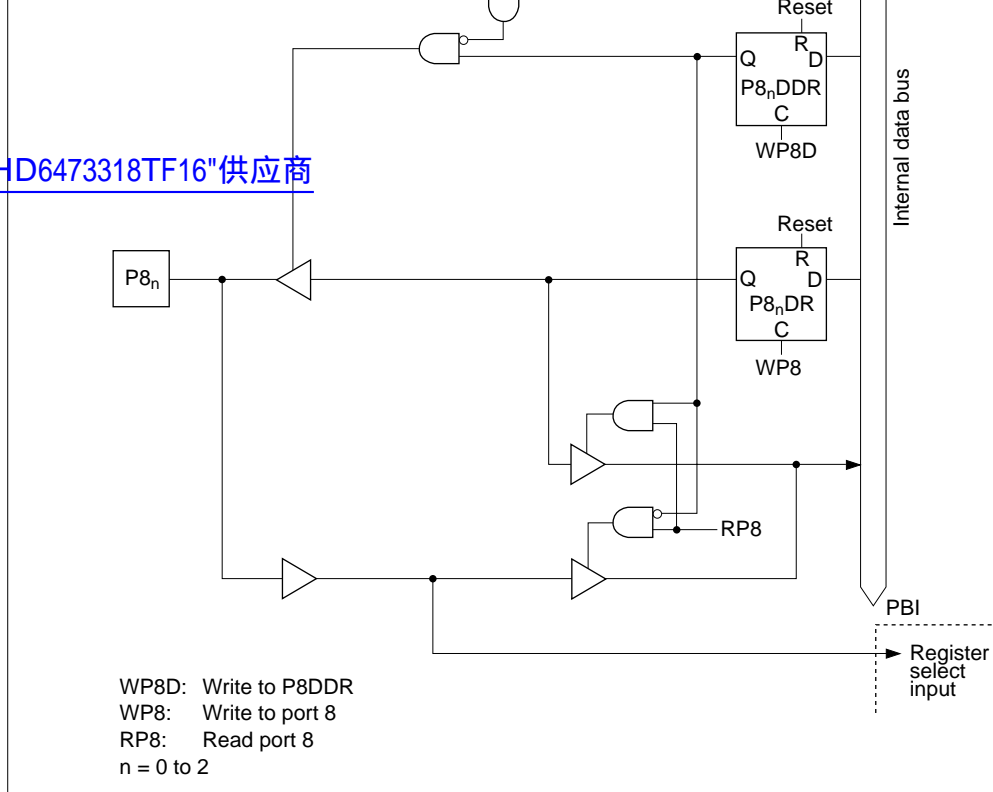 Reset
R
Q D
P8nDDR
C
WP8D
Internal data bus
HD6473318TF16"供应商
Reset
R
P8n
Q D
P8nDR
C
WP8
RP8
PBI
Register
select
input
WP8D: Write to P8DDR
WP8: Write to port 8
RP8: Read port 8
n = 0 to 2